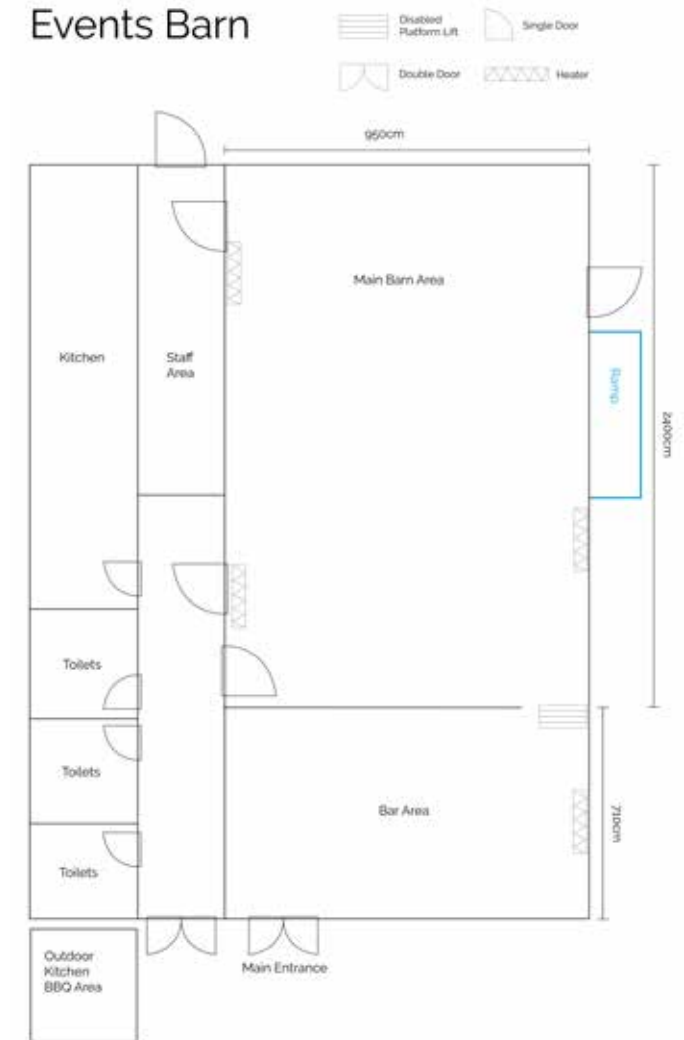 Events Barn
Disabled
Platform Lift
Single Door
Double Door
Heater
950cm
Main Barn Area
Kitchen
Staff
Area
Ramp
2400cm
Toilets
Toilets
Bar Area
710cm
Toilets
Outdoor
Kitchen
BBQ Area
Main Entrance